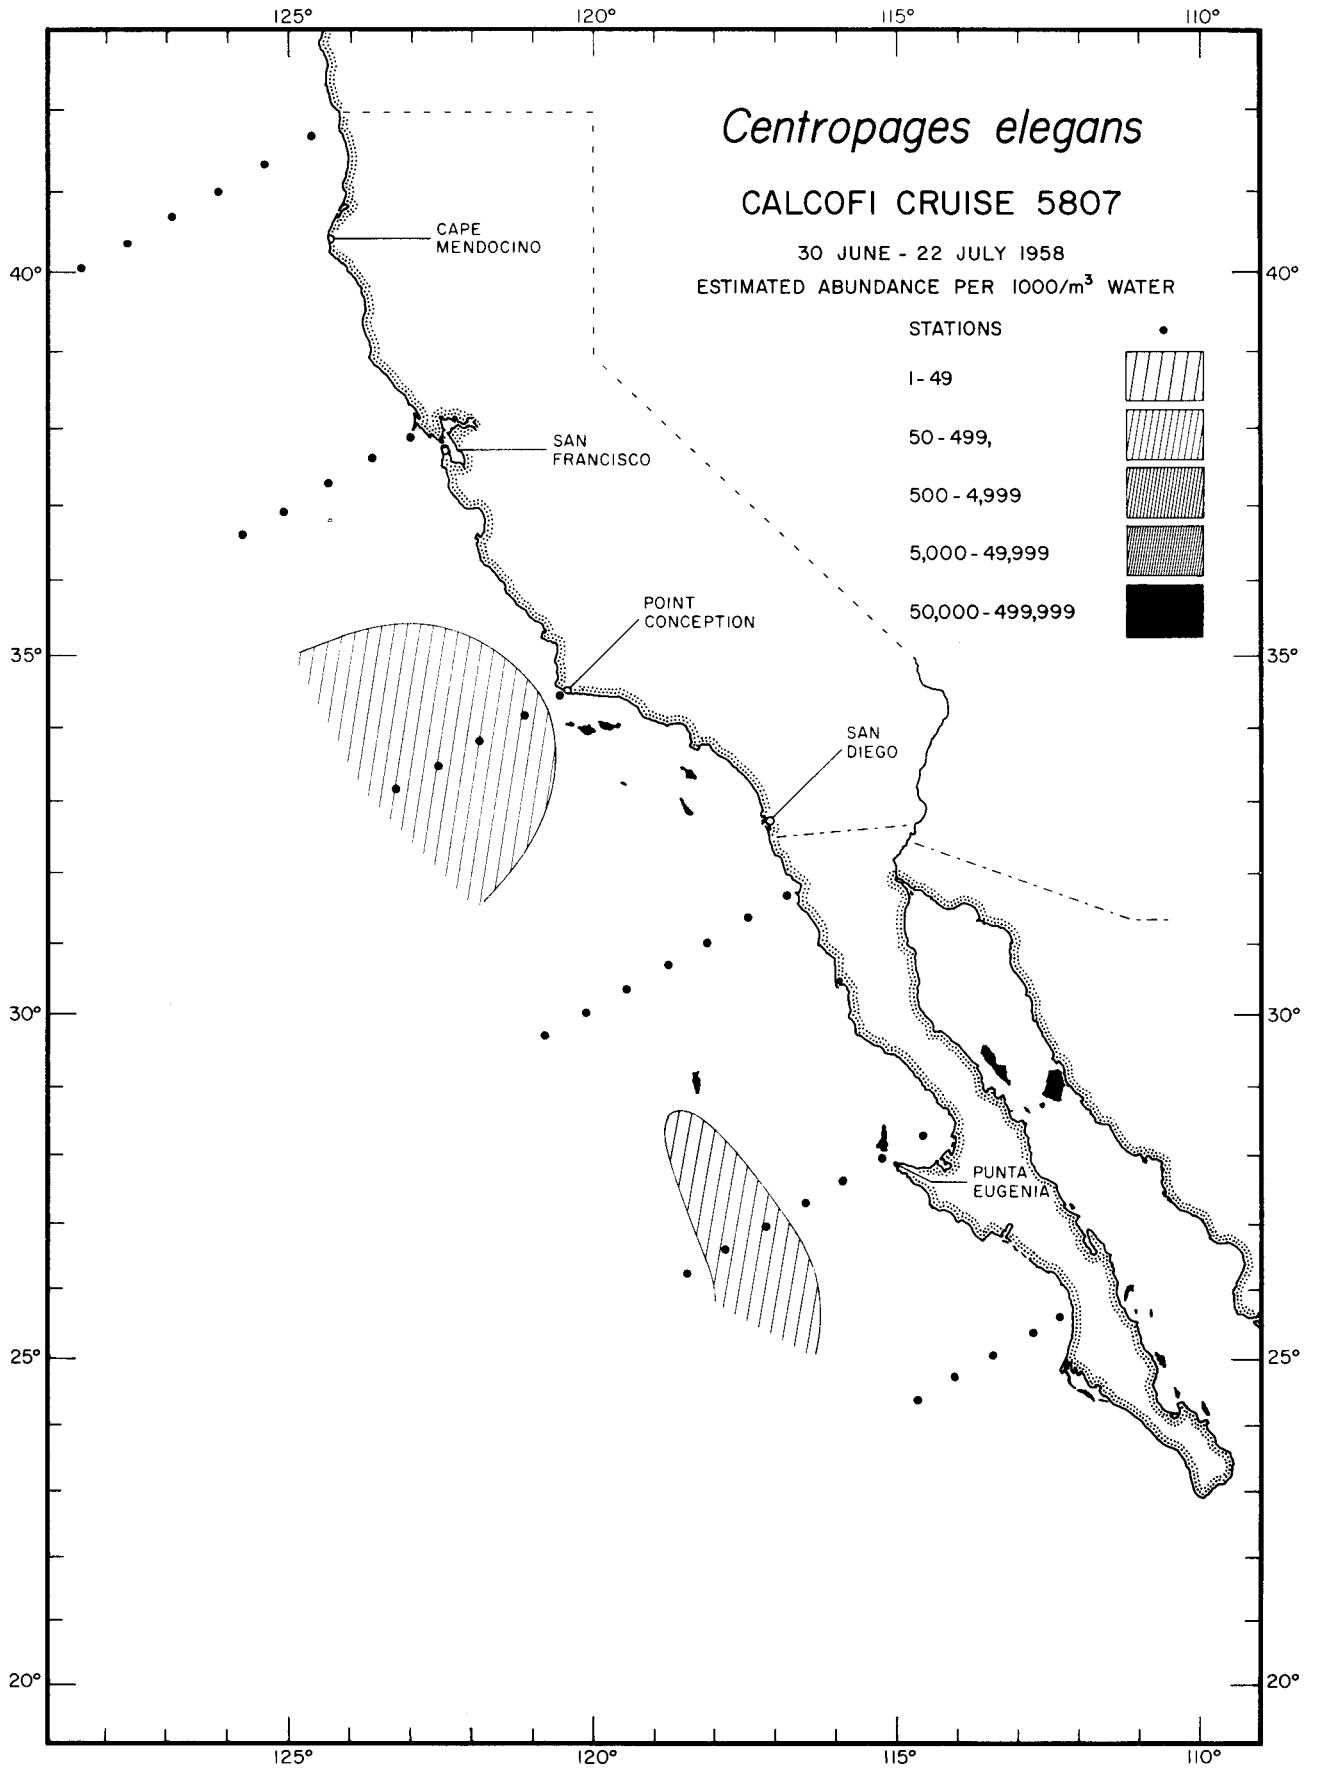 125° 120° 115° 110°
Centropages elegans
CALCOFI CRUISE 5807
30 JUNE - 22 JULY 1958
ESTIMATED ABUNDANCE PER 1000/m³ WATER
STATIONS
1-49
50-499,
500-4,999
5,000-49,999
50,000-499,999
CAPE
MENDOCINO
40° 40°
SAN
FRANCISCO
POINT
CONCEPTION
35° 35°
SAN
DIEGO
30° 30°
PUNTA
EUGENIA
25° 25°
20° 20°
125° 120° 115° 110°